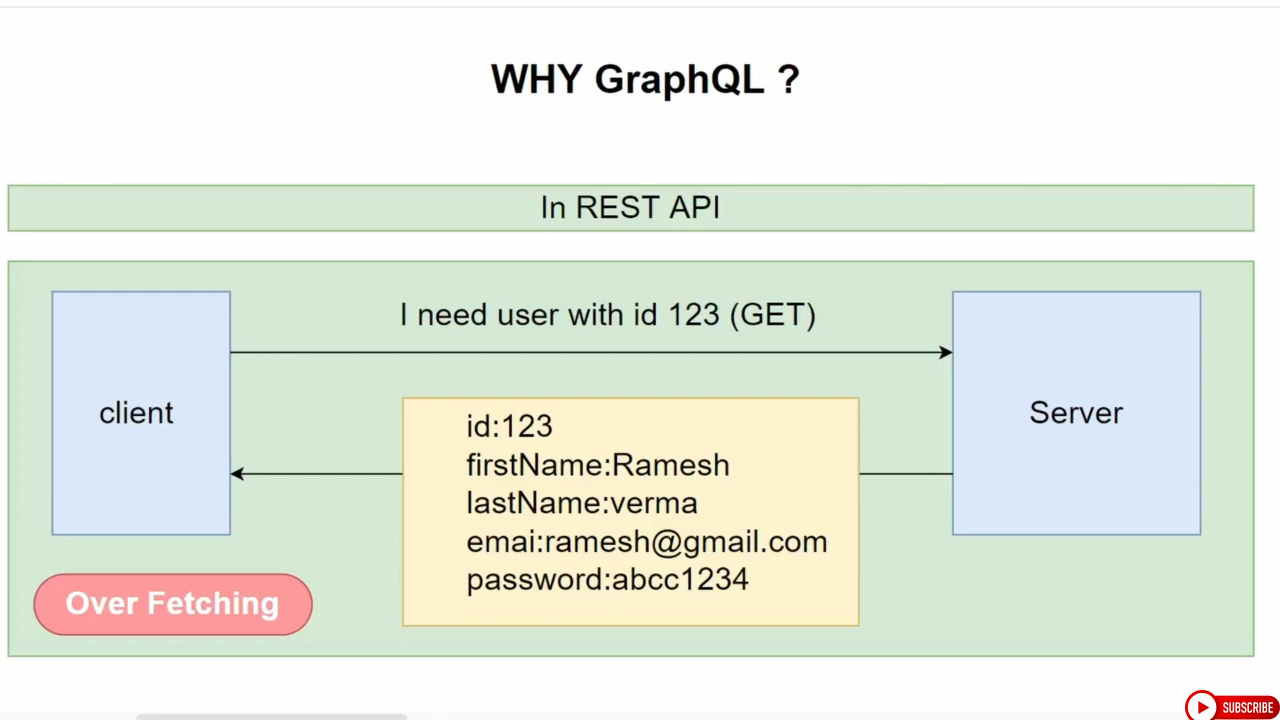 WHY GraphQL ?
In REST API
I need user with id 123 (GET)
client
Server
id:123
firstName:Ramesh
lastName:verma
emai:ramesh@gmail.com
password:abcc1234
Over Fetching
SUBSCRIBE